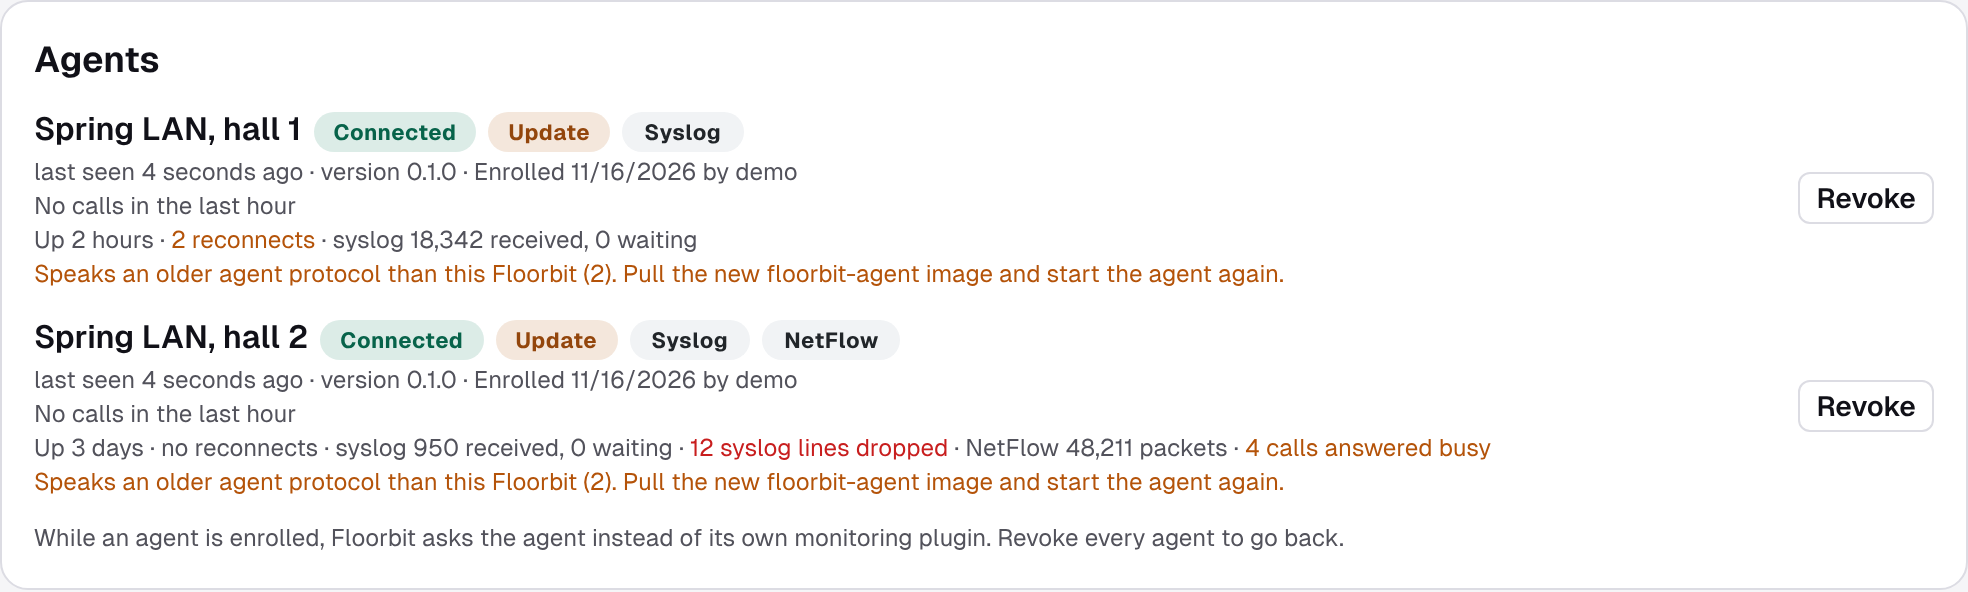 Agents
Spring LAN, hall 1 Connected Update Syslog
last seen 4 seconds ago · version 0.1.0 · Enrolled 11/16/2026 by demo
Revoke
No calls in the last hour
Up 2 hours · 2 reconnects · syslog 18,342 received, 0 waiting
Speaks an older agent protocol than this Floorbit (2). Pull the new floorbit-agent image and start the agent again.
Spring LAN, hall 2 Connected Update Syslog NetFlow
last seen 4 seconds ago · version 0.1.0 · Enrolled 11/16/2026 by demo
Revoke
No calls in the last hour
Up 3 days · no reconnects · syslog 950 received, 0 waiting · 12 syslog lines dropped · NetFlow 48,211 packets · 4 calls answered busy
Speaks an older agent protocol than this Floorbit (2). Pull the new floorbit-agent image and start the agent again.
While an agent is enrolled, Floorbit asks the agent instead of its own monitoring plugin. Revoke every agent to go back.